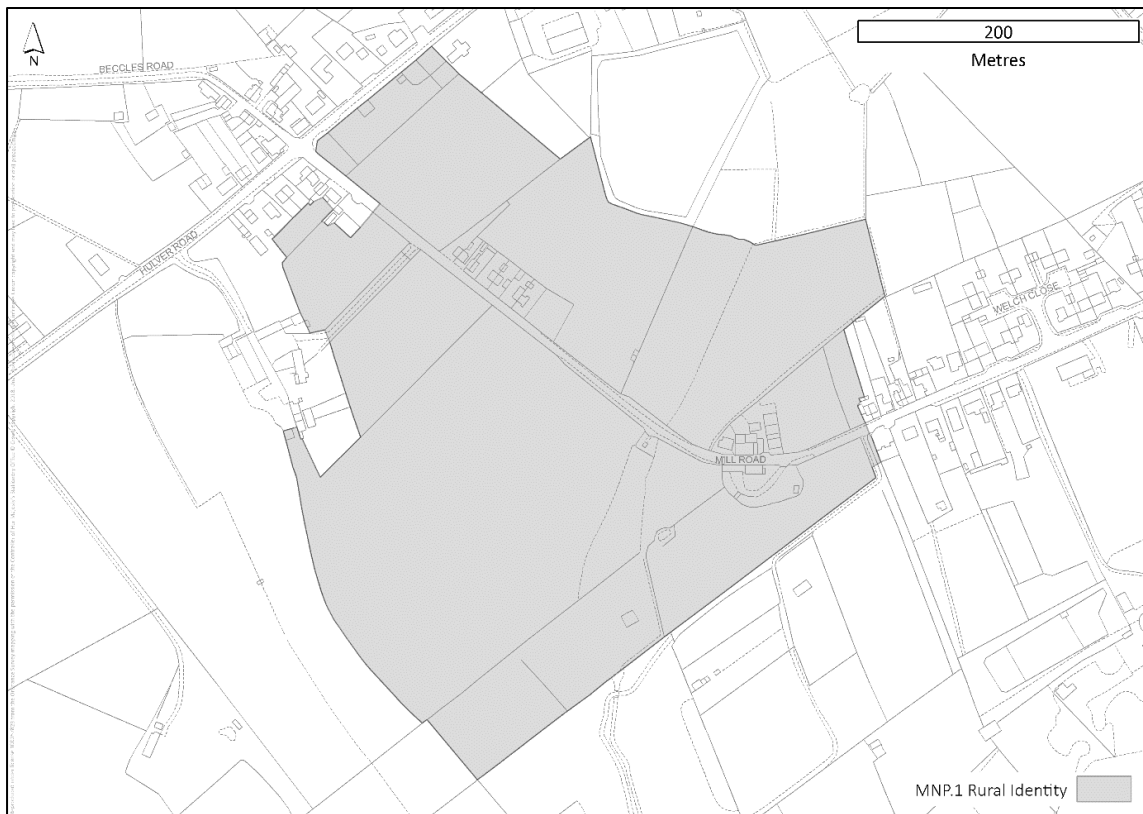 N
200
Metres
BECCLES ROAD
HULVER ROAD
WELCH CLOSE
MILL ROAD
MNP.1 Rural Identity